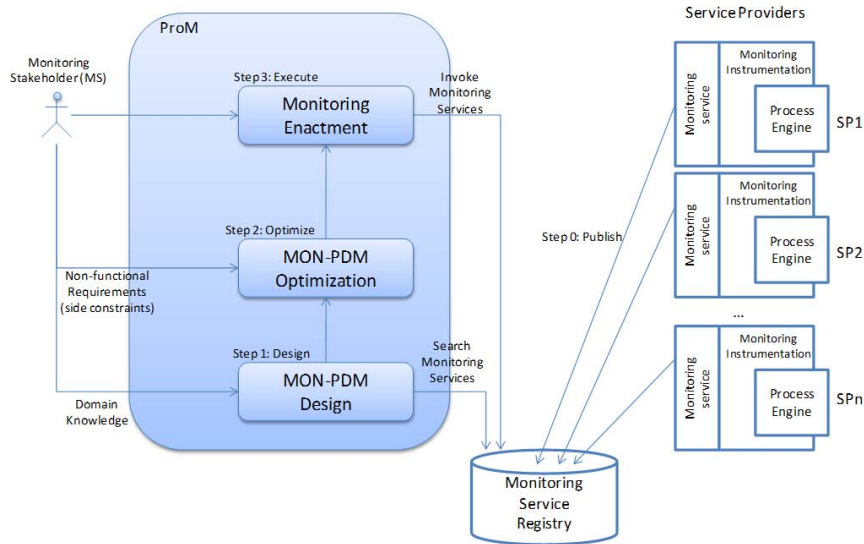 Service Providers
ProM
Monitoring
Stakeholder(MS)
Step 3: Execute
Monitoring
Enactment
Invoke
Monitoring
Services
Step 2: Optimize
MON-PDM
Optimization
Non-functional
Requirements
(side constraints)
Step 1: Design
MON-PDM
Design
Search
Monitoring
Services
Domain
Knowledge
Step 0: Publish
Monitoring
Service
Registry
Monitoring
service
Monitoring
Instrumentation
Process
Engine
SP1
Monitoring
service
Monitoring
Instrumentation
Process
Engine
SP2
...
Monitoring
service
Monitoring
Instrumentation
Process
Engine
SPn